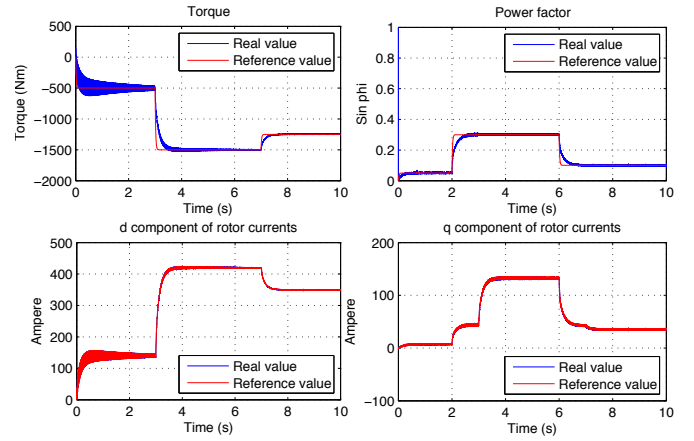 Torque
500
0
−500
−1000
−1500
−2000
Torque (Nm)
Real value
Reference value
0 2 4 6 8 10
Time (s)
Power factor
1
0.8
0.6
0.4
0.2
0
Sin phi
Real value
Reference value
0 2 4 6 8 10
Time (s)
d component of rotor currents
500
400
300
200
100
0
Ampere
Real value
Reference value
0 2 4 6 8 10
Time (s)
q component of rotor currents
200
100
0
−100
Ampere
Real value
Reference value
0 2 4 6 8 10
Time (s)